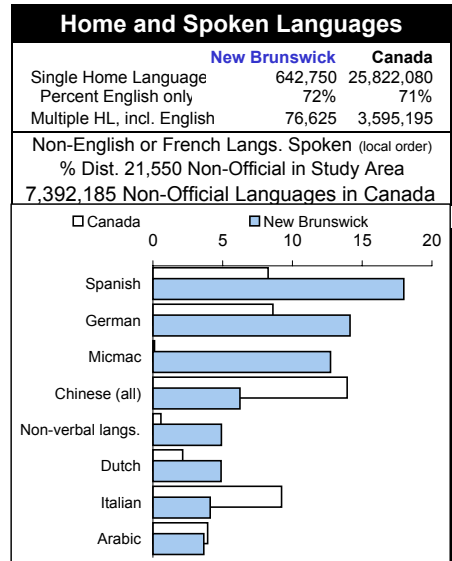 Home and Spoken Languages
New Brunswick Canada
Single Home Language 642,750 25,822,080
Percent English only 72% 71%
Multiple HL, incl. English 76,625 3,595,195
Non-English or French Langs. Spoken (local order)
% Dist. 21,550 Non-Official in Study Area
7,392,185 Non-Official Languages in Canada
Canada New Brunswick
0 5 10 15 20
Spanish
German
Micmac
Chinese (all)
Non-verbal langs.
Dutch
Italian
Arabic